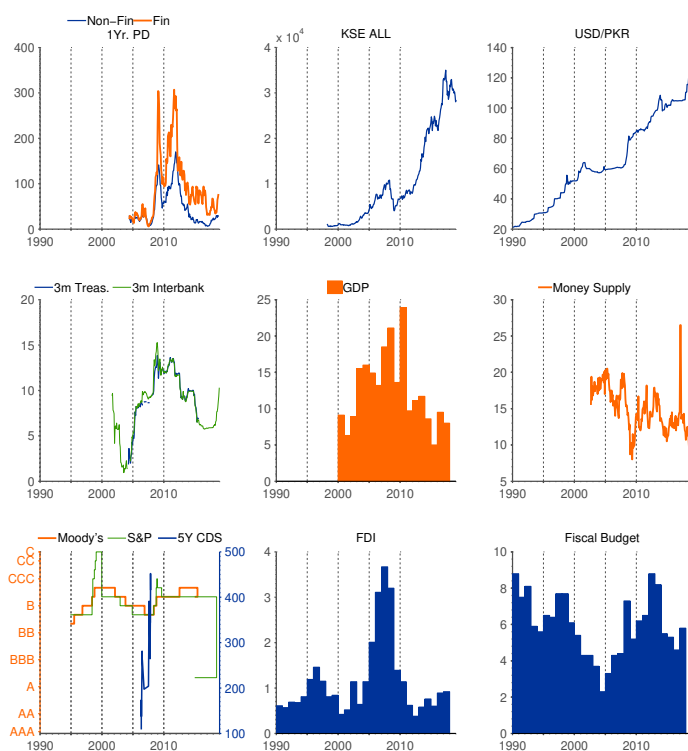 Non-Fin Fin
1Yr. PD
400
300
200
100
0
1990 2000 2010
× 10⁴ KSE ALL
4
3
2
1
0
1990 2000 2010
USD/PKR
140
120
100
80
60
40
20
1990 2000 2010
3m Treas. 3m Interbank
20
15
10
5
0
1990 2000 2010
GDP
25
20
15
10
5
0
1990 2000 2010
Money Supply
30
25
20
15
10
5
1990 2000 2010
Moody's S&P 5Y CDS
C
CC
CCC
B
BB
BBB
A
AA
AAA
500
400
300
200
100
1990 2000 2010
FDI
4
3
2
1
0
1990 2000 2010
Fiscal Budget
10
8
6
4
2
0
1990 2000 2010